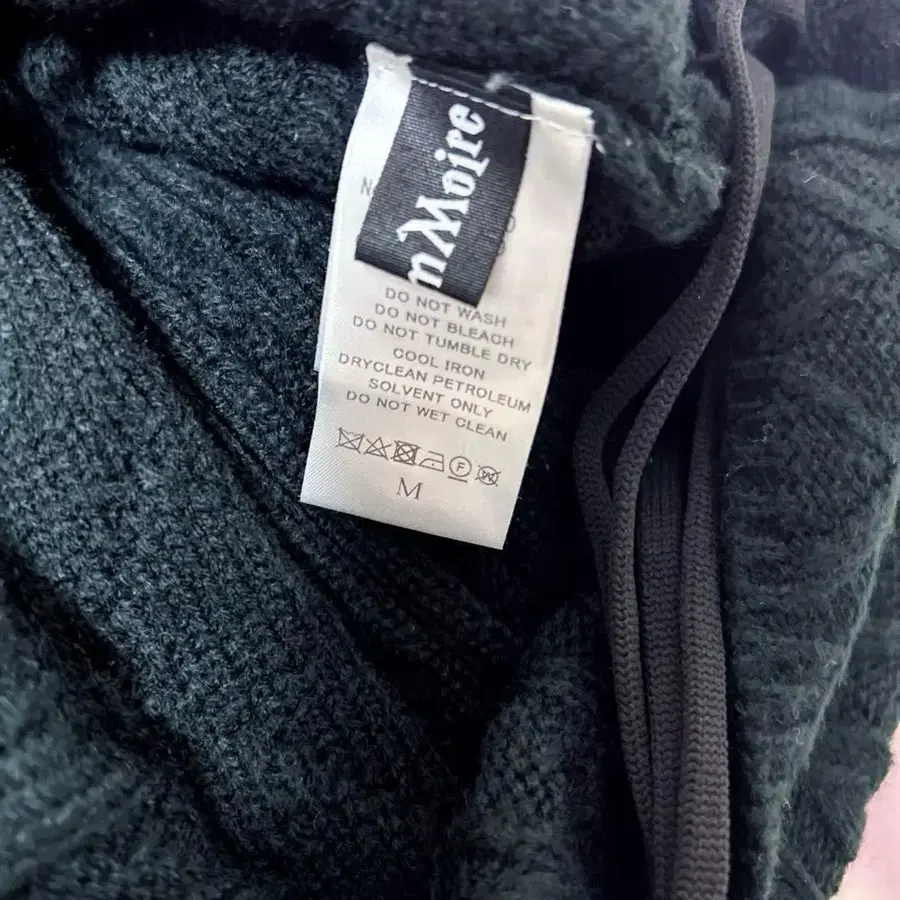 DO NOT WASH
DO NOT BLEACH
DO NOT TUMBLE DRY
COOL IRON
DRYCLEAN PETROLEUM
SOLVENT ONLY
DO NOT WET CLEAN
F W
M